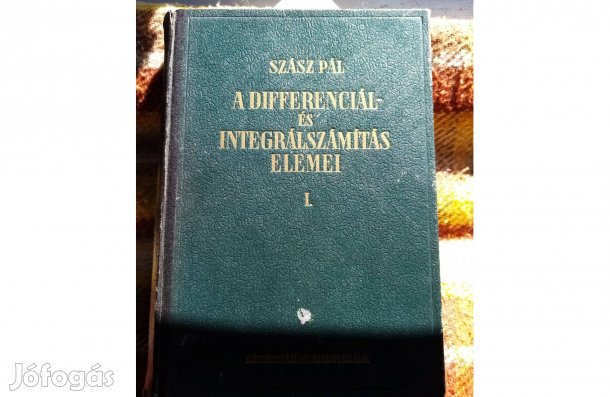 SZÁSZ PÁL
A DIFFERENCIÁL-
ÉS
INTEGRÁLSZÁMÍTÁS
ELEMEI
I.
Jófogás